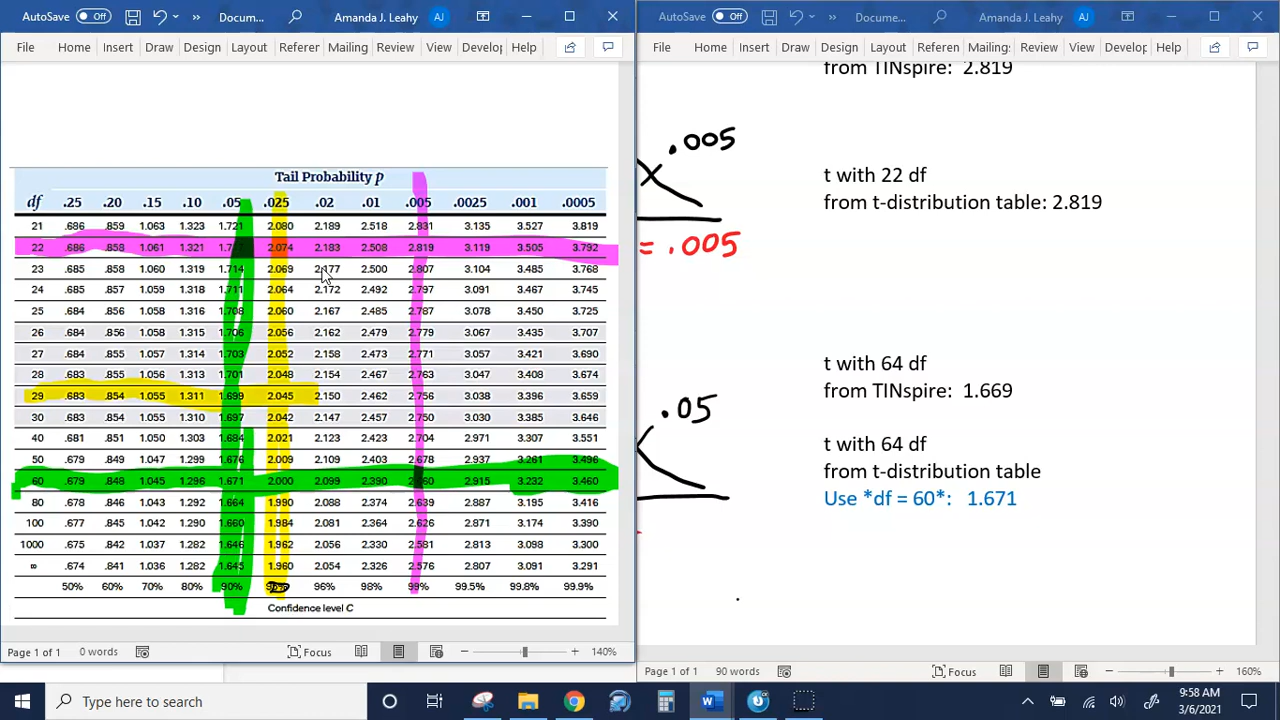 AutoSave Off Docum... Amanda J. Leahy AJ
File Home Insert Draw Design Layout Referer Mailing Review View Develop Help
Tail Probability p
df .25 .20 .15 .10 .05 .025 .02 .01 .005 .0025 .001 .0005
21 .686 .859 1.063 1.323 1.721 2.080 2.189 2.518 2.831 3.135 3.527 3.819
22 .686 .858 1.061 1.321 2.074 2.183 2.508 2.819 3.119 3.505 3.792
23 .685 .858 1.060 1.319 1.714 2.069 2.177 2.500 2.807 3.104 3.485 3.768
24 .685 .857 1.059 1.318 1.711 2.064 2.172 2.492 2.797 3.091 3.467 3.745
25 .684 .856 1.058 1.316 1.708 2.060 2.167 2.485 2.787 3.078 3.450 3.725
26 .684 .856 1.058 1.315 1.706 2.056 2.162 2.479 2.779 3.067 3.435 3.707
27 .684 .855 1.057 1.314 1.703 2.052 2.158 2.473 2.771 3.057 3.421 3.690
28 .683 .855 1.056 1.313 1.701 2.048 2.154 2.467 2.763 3.047 3.408 3.674
29 .683 .854 1.055 1.311 1.699 2.045 2.150 2.462 2.756 3.038 3.396 3.659
30 .683 .854 1.055 1.310 1.697 2.042 2.147 2.457 2.750 3.030 3.385 3.646
40 .681 .851 1.050 1.303 1.684 2.021 2.123 2.423 2.704 2.971 3.307 3.551
50 .679 .849 1.047 1.299 1.676 2.009 2.109 2.403 2.678 2.937 3.261 3.496
60 .679 .848 1.045 1.296 1.671 2.000 2.099 2.390 2.660 2.915 3.232 3.460
80 .678 .846 1.043 1.292 1.664 1.990 2.088 2.374 2.639 2.887 3.195 3.416
100 .677 .845 1.042 1.290 1.660 1.984 2.081 2.364 2.626 2.871 3.174 3.390
1000 .675 .842 1.037 1.282 1.646 1.962 2.056 2.330 2.581 2.813 3.098 3.300
∞ .674 .841 1.036 1.282 1.645 1.960 2.054 2.326 2.576 2.807 3.091 3.291
50% 60% 70% 80% 90% 96% 98% 99% 99.5% 99.8% 99.9%
Confidence level C
Page 1 of 1 0 words Focus 140%
AutoSave Off Docume... Amanda J. Leahy AJ
File Home Insert Draw Design Layout Referen Mailings Review View Develop Help
from TINspire: 2.819
.005
t with 22 df
from t-distribution table: 2.819
= .005
t with 64 df
from TINspire: 1.669
.05
t with 64 df
from t-distribution table
Use *df = 60*: 1.671
Page 1 of 1 90 words Focus 160%
Type here to search
9:58 AM
3/6/2021